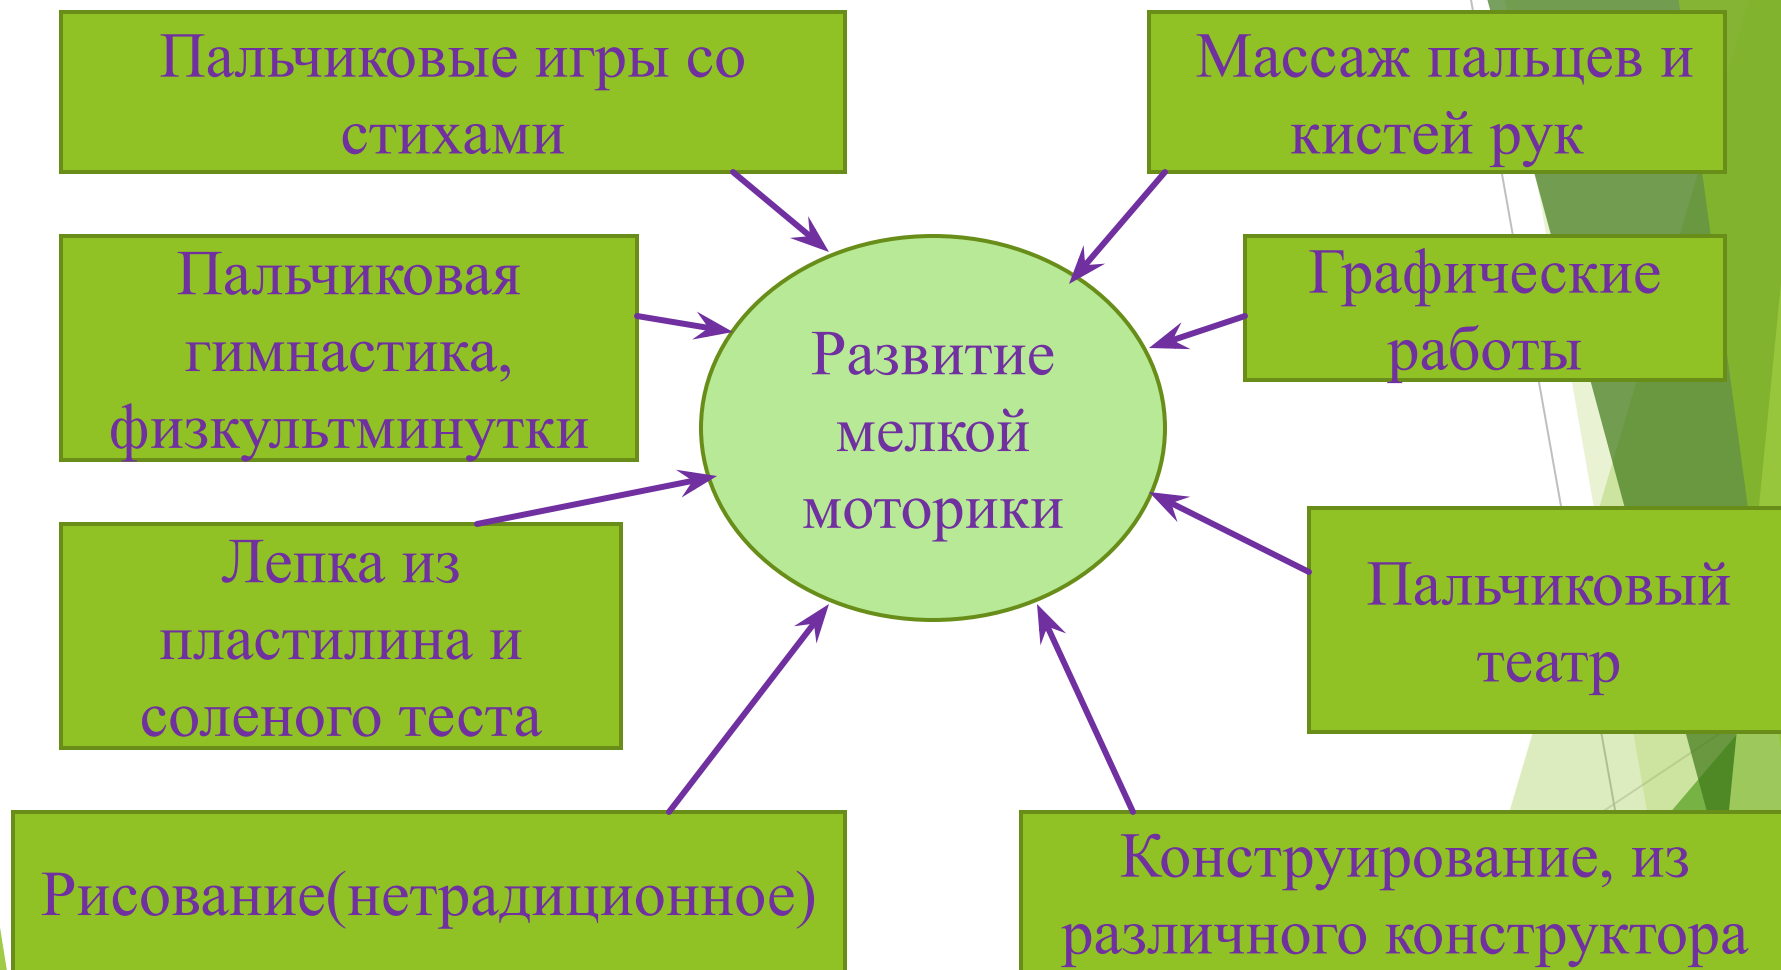 Пальчиковые игры со
стихами
Массаж пальцев и
кистей рук
Пальчиковая
гимнастика,
физкультминутки
Графические
работы
Развитие
мелкой
моторики
Лепка из
пластилина и
соленого теста
Пальчиковый
театр
Рисование(нетрадиционное)
Конструирование, из
различного конструктора